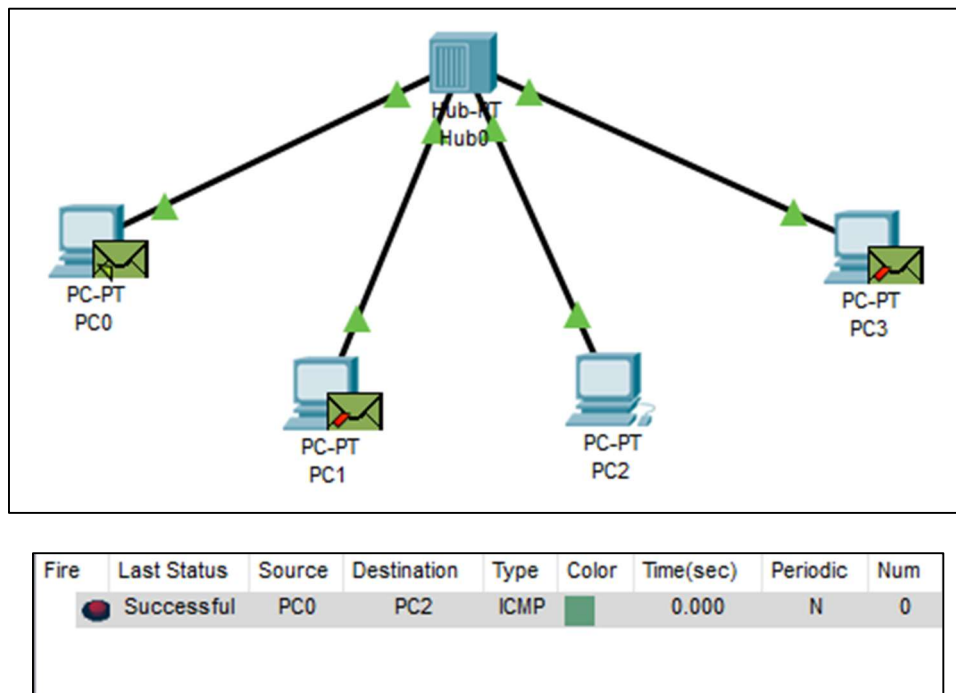 Hub-PT
Hub0
PC-PT
PC0
PC-PT
PC1
PC-PT
PC2
PC-PT
PC3
Fire Last Status Source Destination Type Color Time(sec) Periodic Num
Successful PC0 PC2 ICMP 0.000 N 0